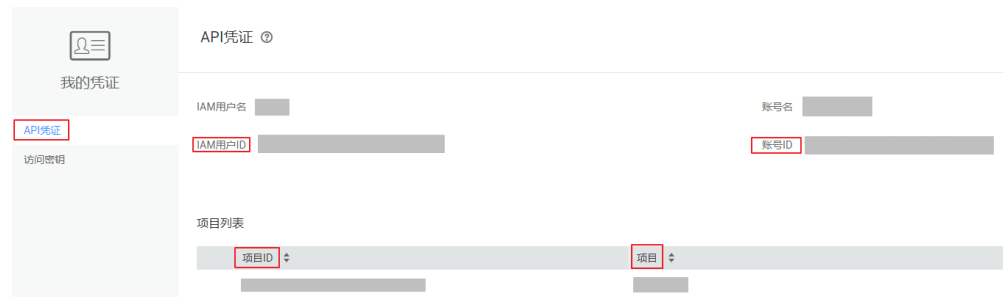 API凭证
我的凭证
IAM用户名 账号名
API凭证
IAM用户ID 账号ID
访问密钥
项目列表
项目ID 项目